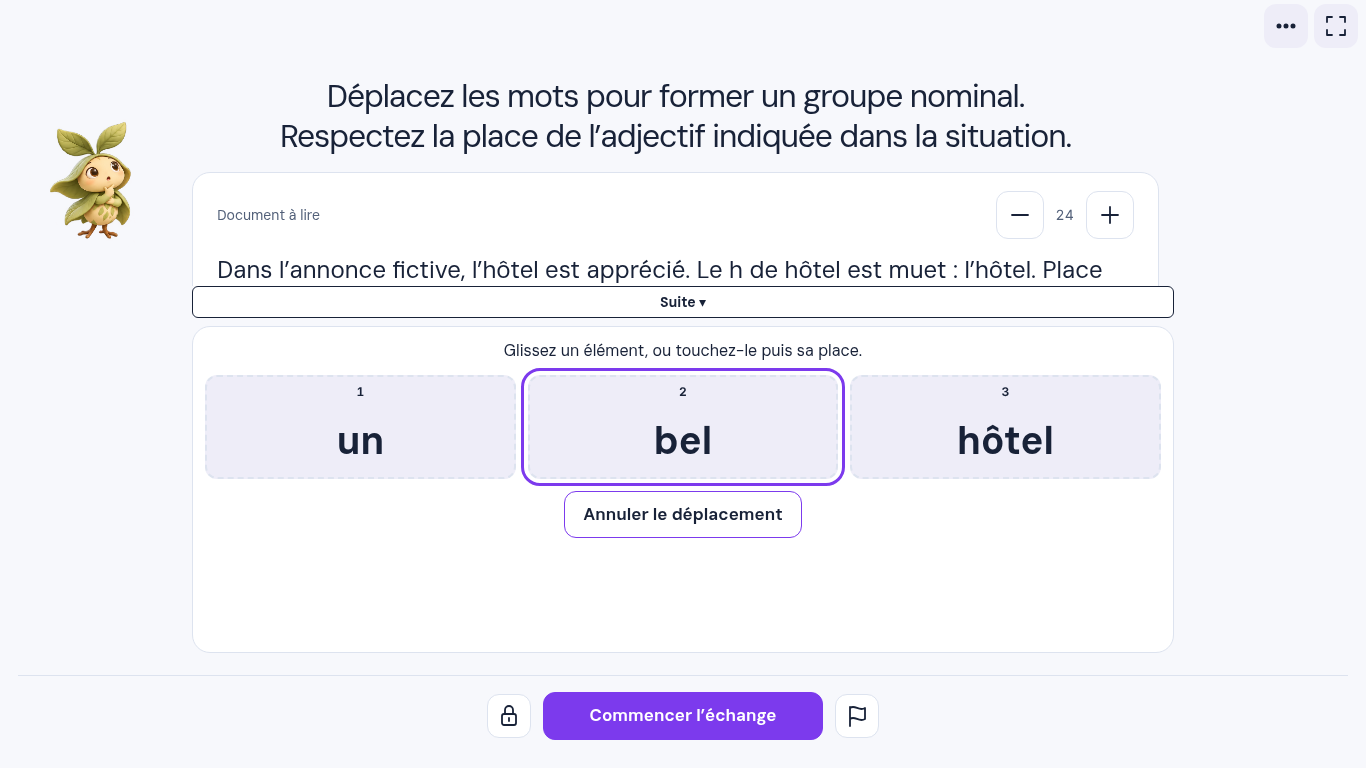 Déplacez les mots pour former un groupe nominal.
Respectez la place de l’adjectif indiquée dans la situation.
Document à lire
24
Dans l’annonce fictive, l’hôtel est apprécié. Le h de hôtel est muet : l’hôtel. Place
Suite ▾
Glissez un élément, ou touchez-le puis sa place.
1
un
2
bel
3
hôtel
Annuler le déplacement
Commencer l’échange